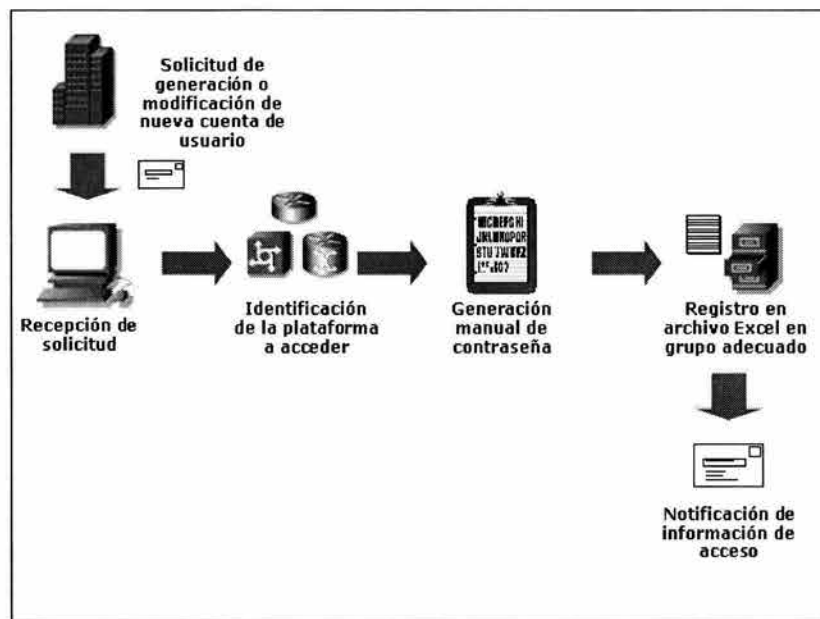 Solicitud de
generación o
modificación de
nueva cuenta de
usuario
Recepción de
solicitud
Identificación
de la plataforma
a acceder
Generación
manual de
contraseña
Registro en
archivo Excel en
grupo adecuado
Notificación de
información de
acceso